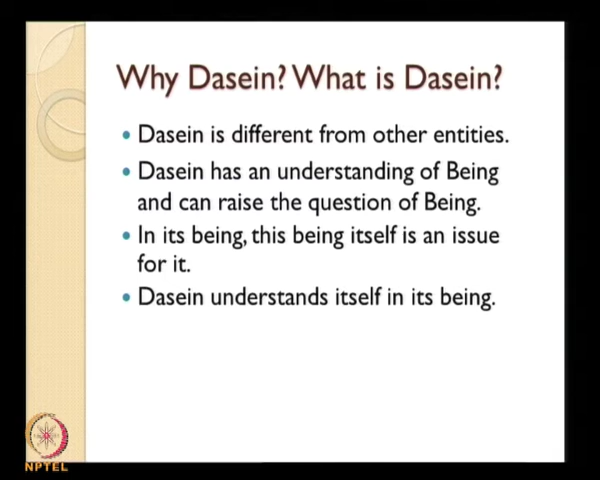 Why Dasein? What is Dasein?
• Dasein is different from other entities.
• Dasein has an understanding of Being
and can raise the question of Being.
• In its being, this being itself is an issue
for it.
• Dasein understands itself in its being.
NPTEL